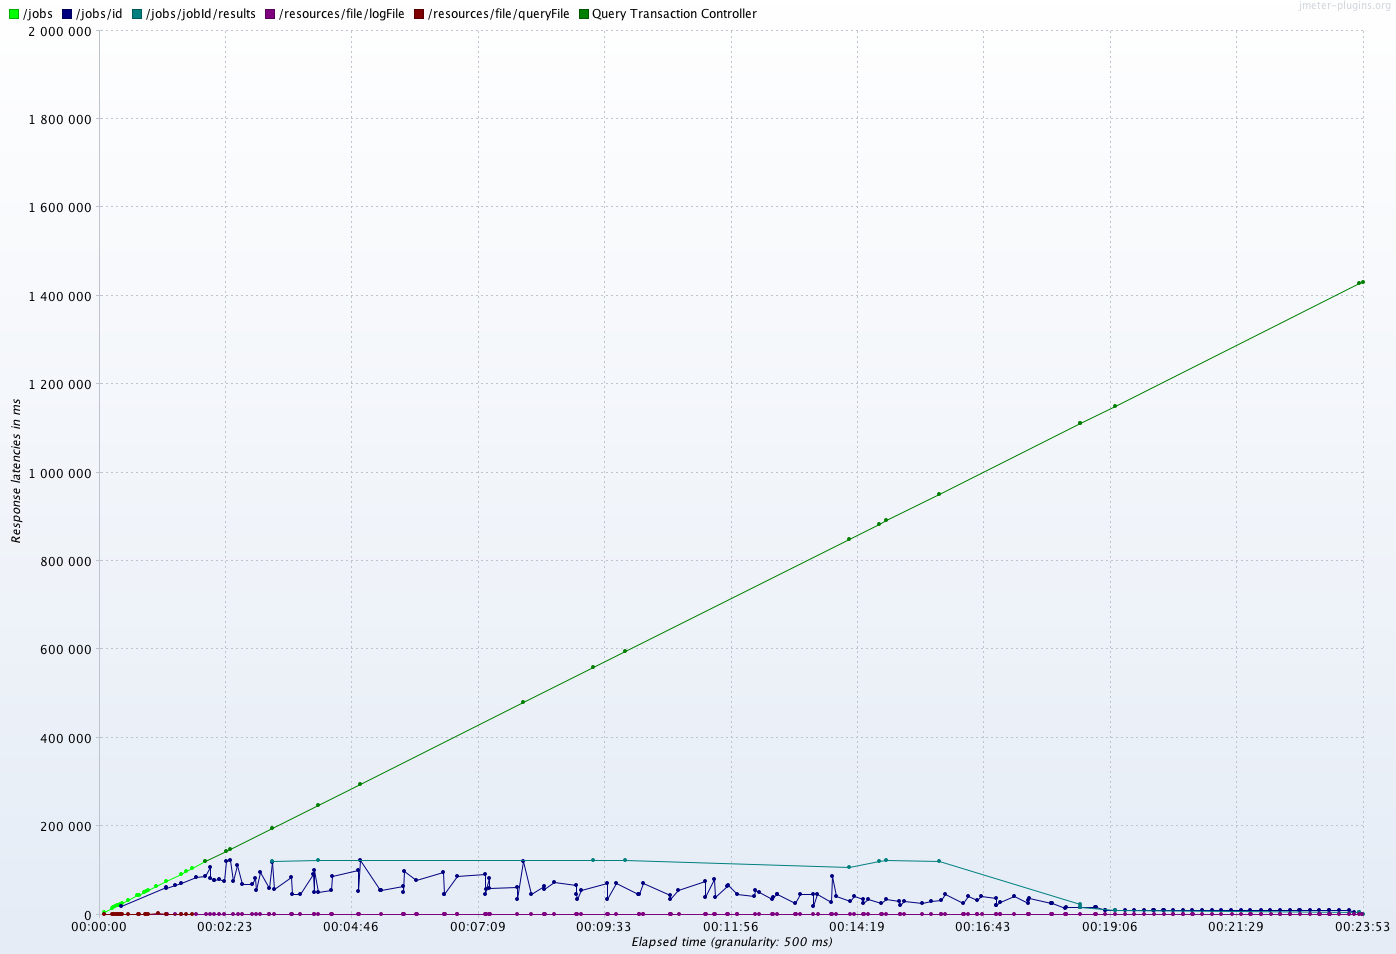 jmeter-plugins.org
/jobs /jobs/id /jobs/jobId/results /resources/file/logFile /resources/file/queryFile Query Transaction Controller
2 000 000
1 800 000
1 600 000
1 400 000
1 200 000
1 000 000
800 000
600 000
400 000
200 000
0
Response latencies in ms
00:00:00 00:02:23 00:04:46 00:07:09 00:09:33 00:11:56 00:14:19 00:16:43 00:19:06 00:21:29 00:23:53
Elapsed time (granularity: 500 ms)